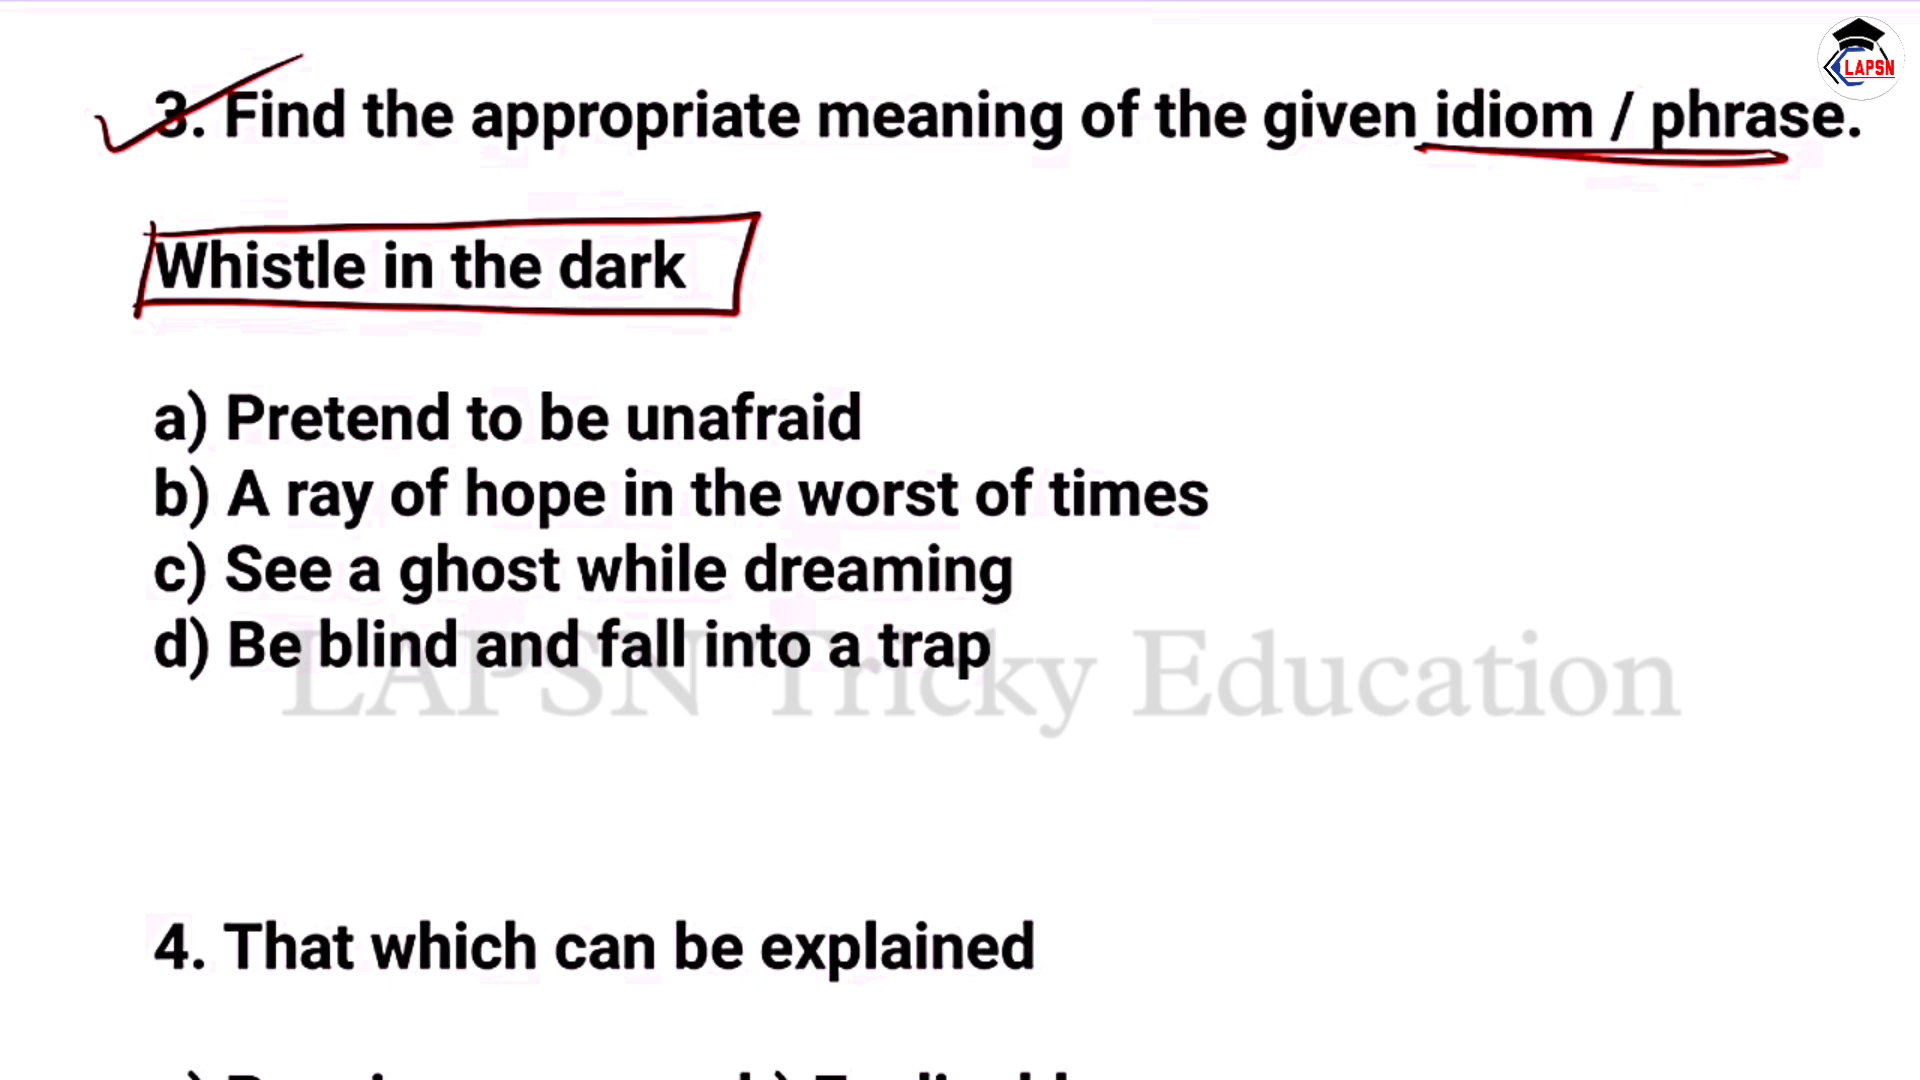 LAPSN
3. Find the appropriate meaning of the given idiom / phrase.
Whistle in the dark
a) Pretend to be unafraid
b) A ray of hope in the worst of times
c) See a ghost while dreaming
d) Be blind and fall into a trap
LAPSN Tricky Education
4. That which can be explained